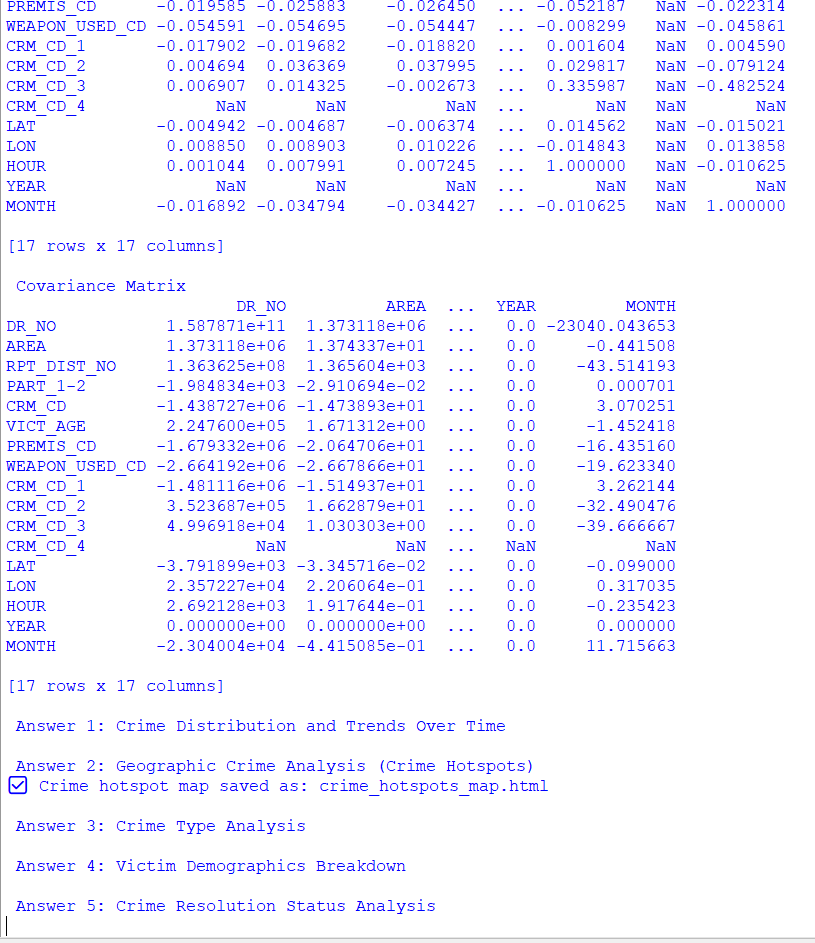 PREMIS_CD -0.019585 -0.025883 -0.026450 ... -0.052187 NaN -0.022314
WEAPON_USED_CD -0.054591 -0.054695 -0.054447 ... -0.008299 NaN -0.045861
CRM_CD_1 -0.017902 -0.019682 -0.018820 ... 0.001604 NaN 0.004590
CRM_CD_2 0.004694 0.036369 0.037995 ... 0.029817 NaN -0.079124
CRM_CD_3 0.006907 0.014325 -0.002673 ... 0.335987 NaN -0.482524
CRM_CD_4 NaN NaN NaN ... NaN NaN NaN
LAT -0.004942 -0.004687 -0.006374 ... 0.014562 NaN -0.015021
LON 0.008850 0.008903 0.010226 ... -0.014843 NaN 0.013858
HOUR 0.001044 0.007991 0.007245 ... 1.000000 NaN -0.010625
YEAR NaN NaN NaN ... NaN NaN NaN
MONTH -0.016892 -0.034794 -0.034427 ... -0.010625 NaN 1.000000
[17 rows x 17 columns]
Covariance Matrix
DR_NO AREA ... YEAR MONTH
DR_NO 1.587871e+11 1.373118e+06 ... 0.0 -23040.043653
AREA 1.373118e+06 1.374337e+01 ... 0.0 -0.441508
RPT_DIST_NO 1.363625e+08 1.365604e+03 ... 0.0 -43.514193
PART_1-2 -1.984834e+03 -2.910694e-02 ... 0.0 0.000701
CRM_CD -1.438727e+06 -1.473893e+01 ... 0.0 3.070251
VICT_AGE 2.247600e+05 1.671312e+00 ... 0.0 -1.452418
PREMIS_CD -1.679332e+06 -2.064706e+01 ... 0.0 -16.435160
WEAPON_USED_CD -2.664192e+06 -2.667866e+01 ... 0.0 -19.623340
CRM_CD_1 -1.481116e+06 -1.514937e+01 ... 0.0 3.262144
CRM_CD_2 3.523687e+05 1.662879e+01 ... 0.0 -32.490476
CRM_CD_3 4.996918e+04 1.030303e+00 ... 0.0 -39.666667
CRM_CD_4 NaN NaN ... NaN NaN
LAT -3.791899e+03 -3.345716e-02 ... 0.0 -0.099000
LON 2.357227e+04 2.206064e-01 ... 0.0 0.317035
HOUR 2.692128e+03 1.917644e-01 ... 0.0 -0.235423
YEAR 0.000000e+00 0.000000e+00 ... 0.0 0.000000
MONTH -2.304004e+04 -4.415085e-01 ... 0.0 11.715663
[17 rows x 17 columns]
Answer 1: Crime Distribution and Trends Over Time
Answer 2: Geographic Crime Analysis (Crime Hotspots)
☑ Crime hotspot map saved as: crime_hotspots_map.html
Answer 3: Crime Type Analysis
Answer 4: Victim Demographics Breakdown
Answer 5: Crime Resolution Status Analysis